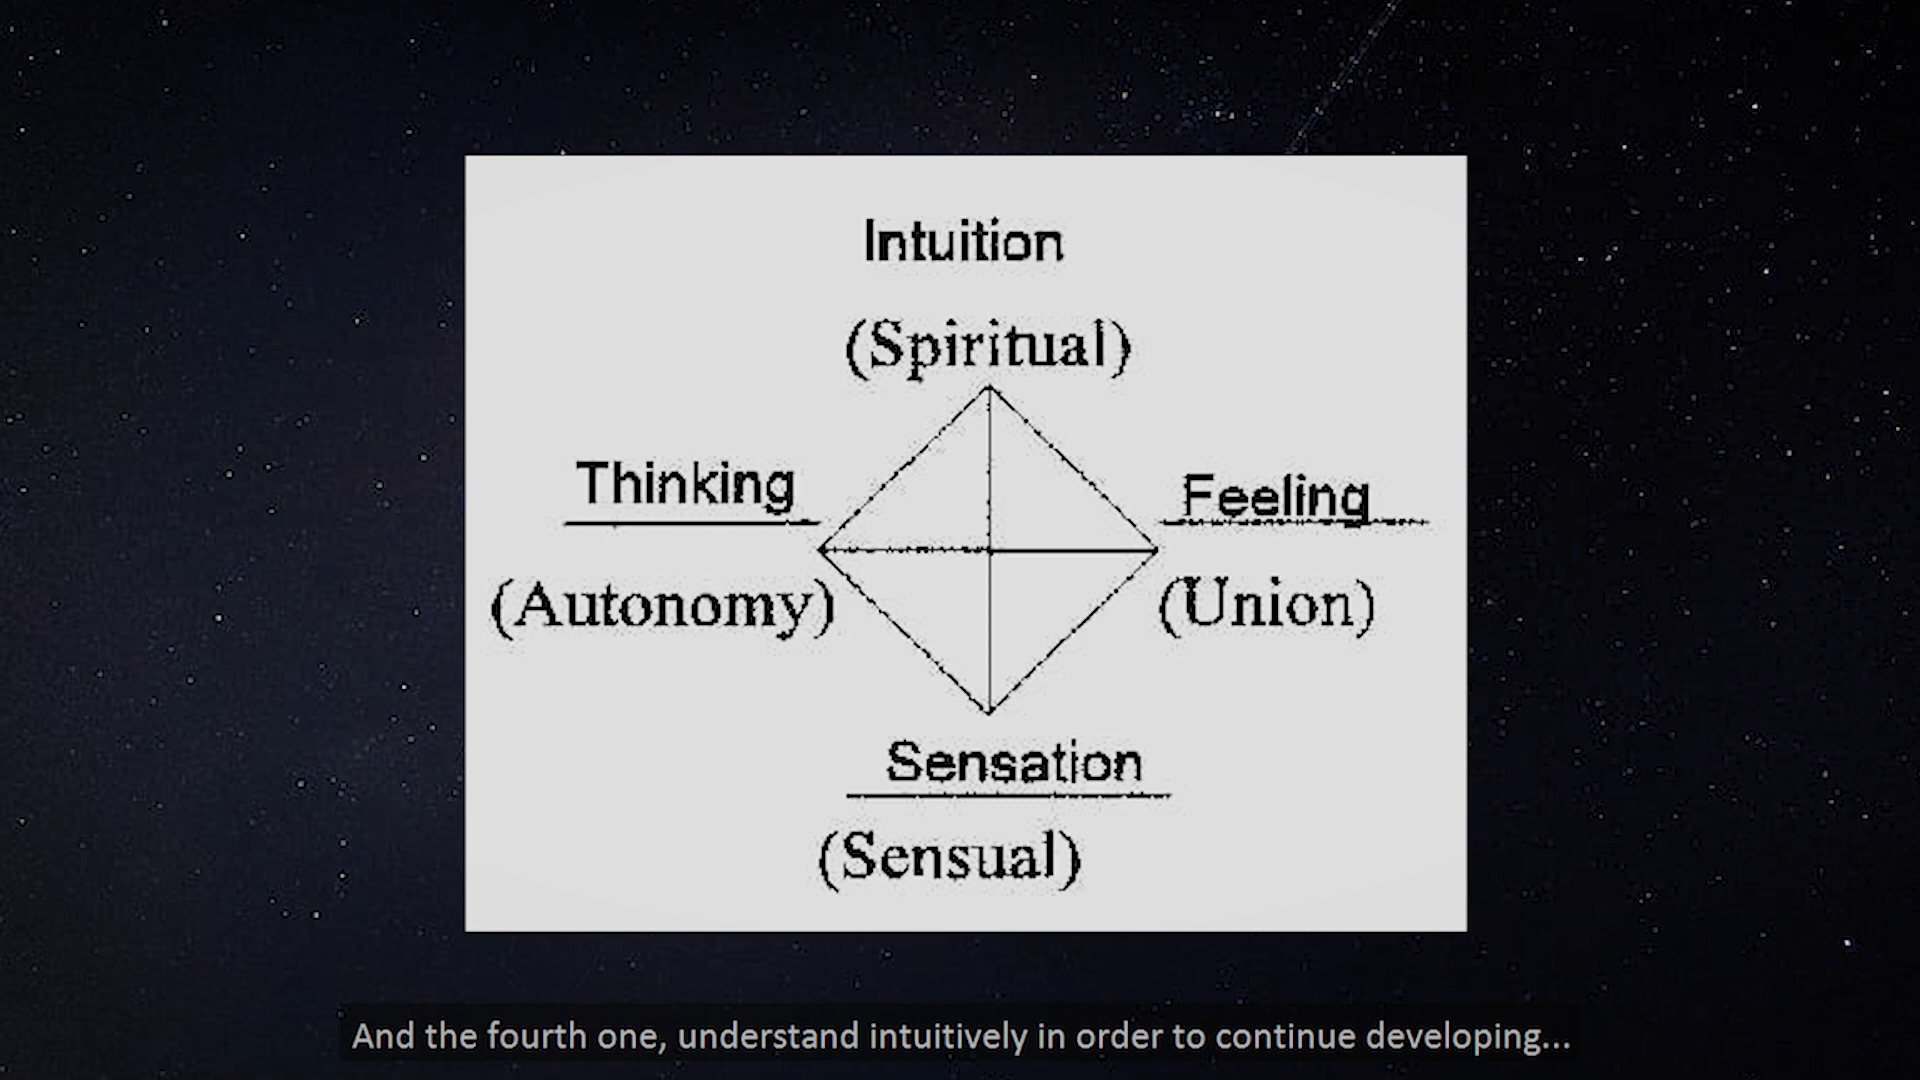 Intuition
(Spiritual)
Thinking
Feeling
(Autonomy)
(Union)
Sensation
(Sensual)
And the fourth one, understand intuitively in order to continue developing...